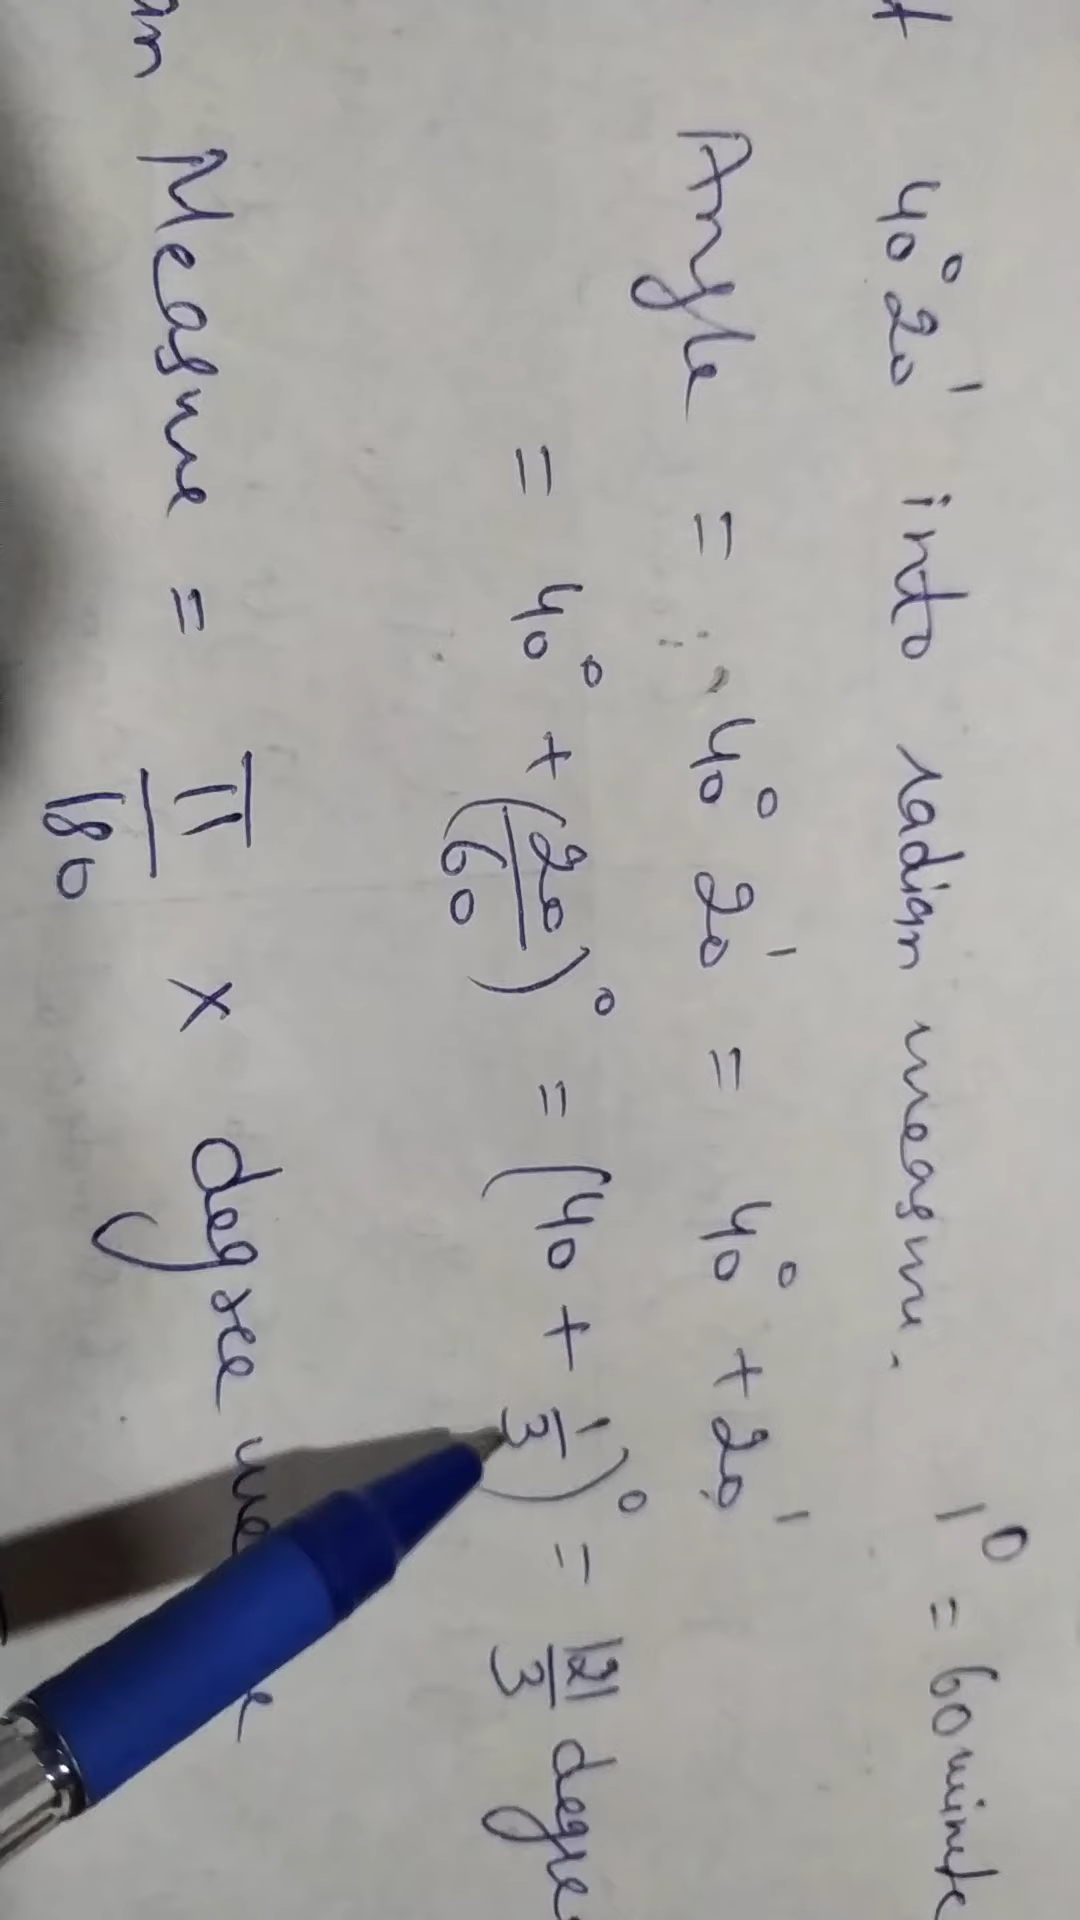 40° 20' into radian measure. 1° = 60 minute
Angle = 40° 20' = 40° + 20'
= 40° + (20/60)° = (40 + 1/3)° = 121/3 degre
Measure = π/180 × degree